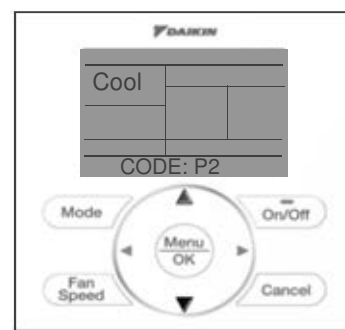 DAIKIN
Cool
CODE: P2
Mode
On/Off
Menu
OK
Fan
Speed
Cancel